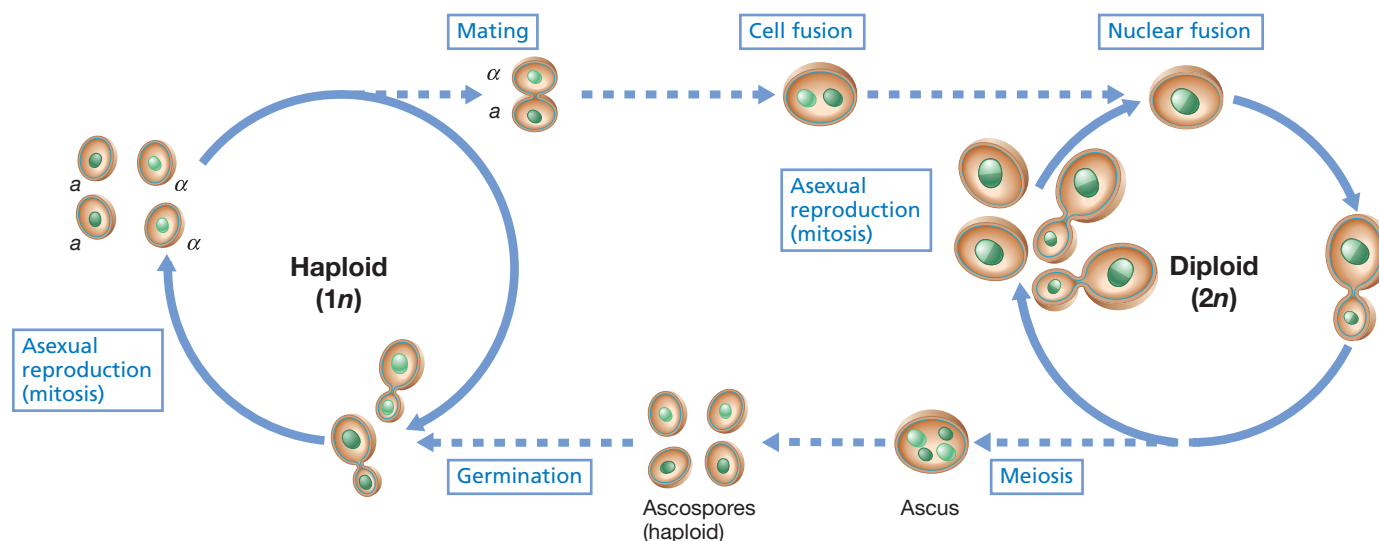 Mating
Cell fusion
Nuclear fusion
α
a
a
α
a
α
Asexual
reproduction
(mitosis)
Haploid
(1n)
Diploid
(2n)
Asexual
reproduction
(mitosis)
Germination
Meiosis
Ascospores
(haploid)
Ascus